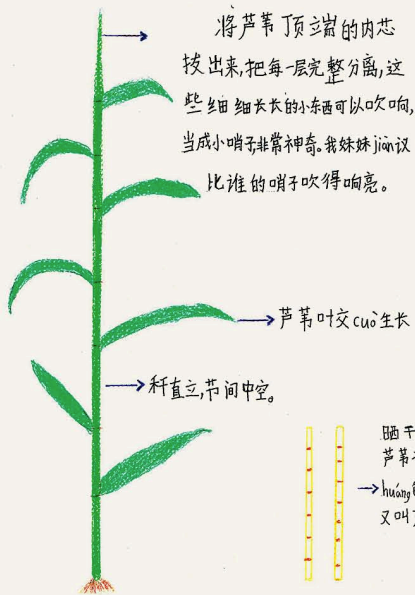 将芦苇顶端的内芯
拔出来,把每一层完整分离,这
些细细长长的小东西可以吹响,
当成小哨子,非常神奇。我妹妹jiàn议
比谁的哨子吹得响亮。
芦苇叶交cuò生长
秆直立,节间中空。
晒干
芦苇
huáng
又叫